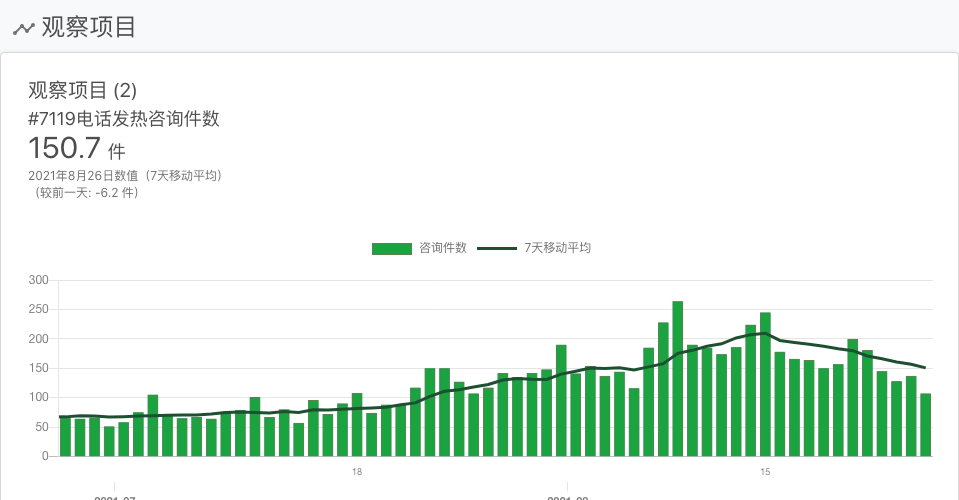 观察项目
观察项目 (2)
#7119电话发热咨询件数
150.7 件
2021年8月26日数值（7天移动平均）
（较前一天: -6.2 件）
咨询件数 7天移动平均
300
250
200
150
100
50
0
18 15